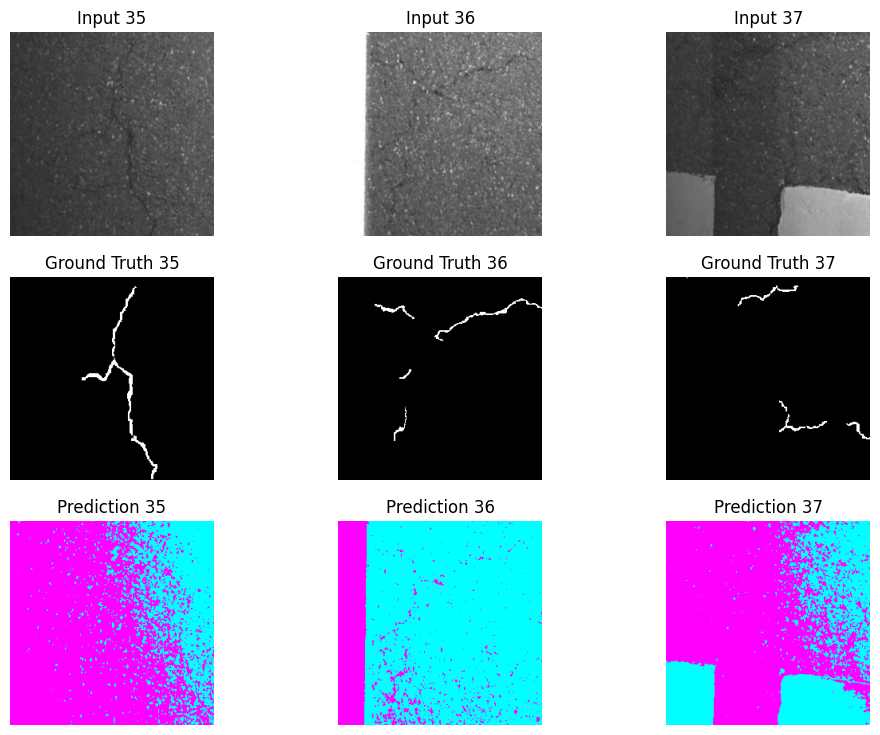 Input 35
Input 36
Input 37
Ground Truth 35
Ground Truth 36
Ground Truth 37
Prediction 35
Prediction 36
Prediction 37